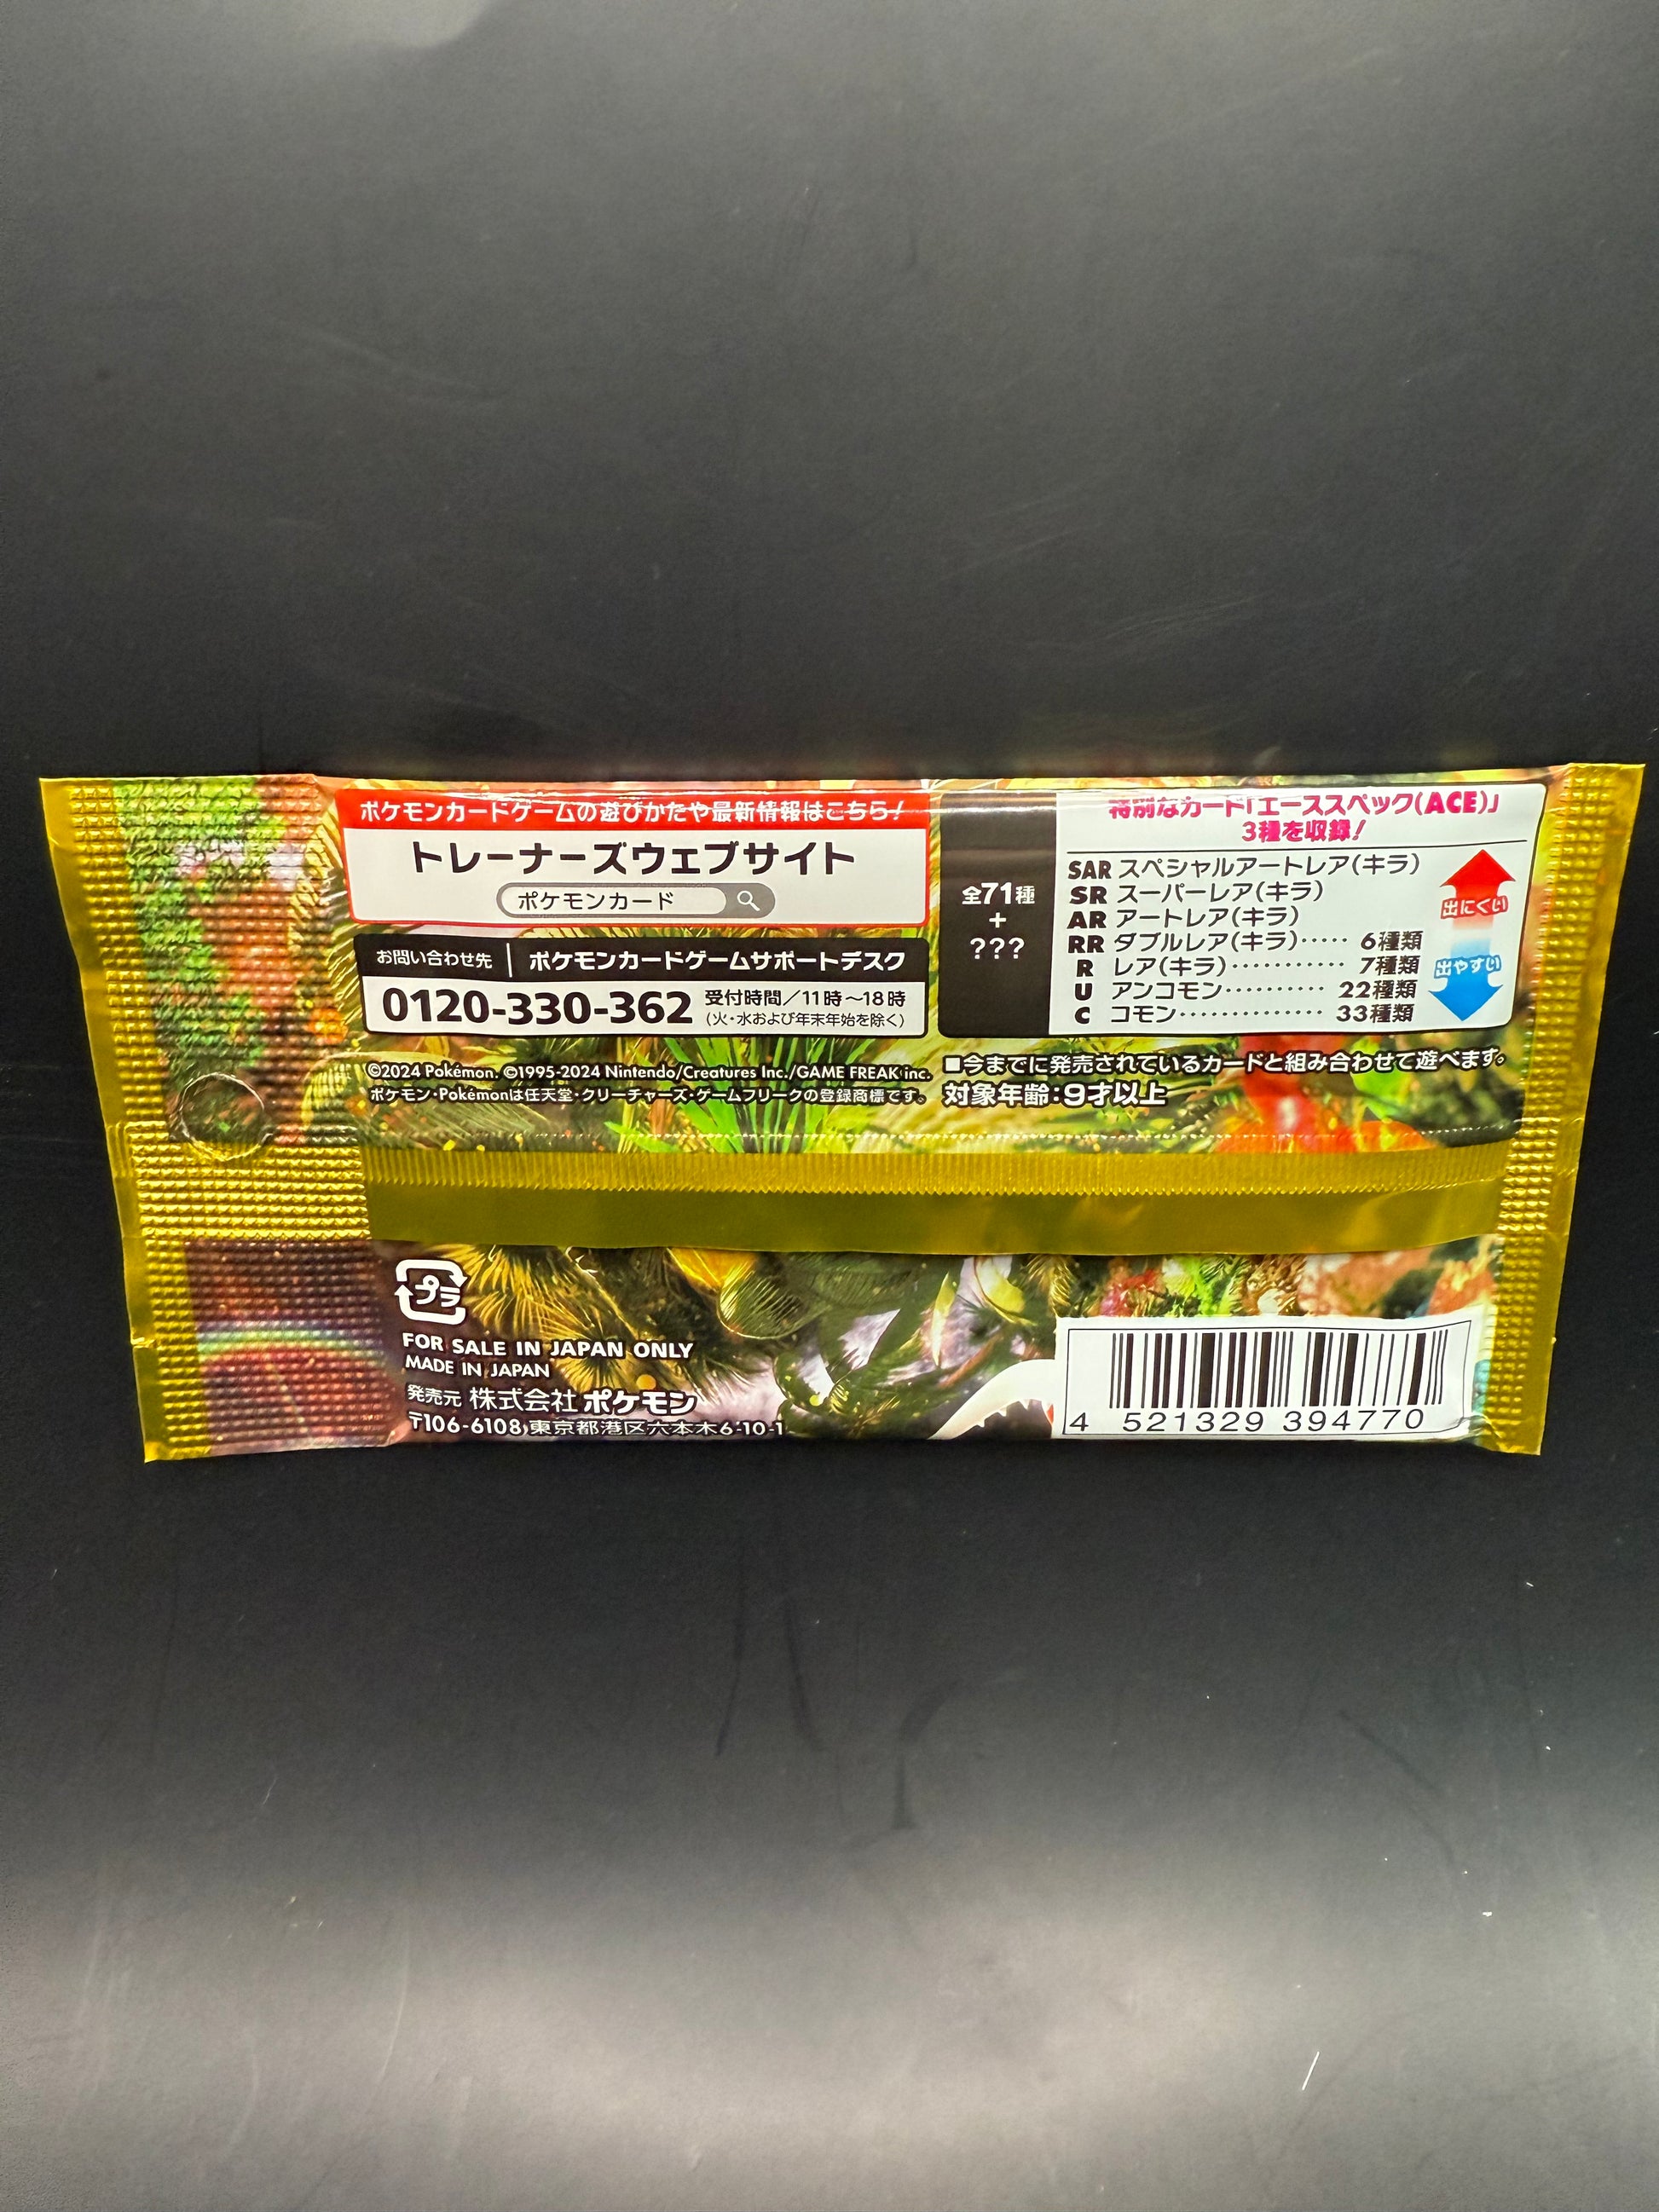 ポケモンカードゲームの遊びかたや最新情報はこちら!
トレーナーズウェブサイト
ポケモンカード
お問い合わせ先 ポケモンカードゲームサポートデスク
0120-330-362 受付時間/11時〜18時
(火・水および年末年始を除く)
©2024 Pokémon. ©1995-2024 Nintendo/Creatures Inc./GAME FREAK inc.
ポケモン・Pokémonは任天堂・クリーチャーズ・ゲームフリークの登録商標です。
全71種
+
???
特別なカード「エーススペック(ACE)」
3種を収録!
SAR スペシャルアートレア(キラ)
SR スーパーレア(キラ)
AR アートレア(キラ)
RR ダブルレア(キラ)····· 6種類
R レア(キラ)··········· 7種類
U アンコモン·········· 22種類
C コモン·············· 33種類
出にくい
出やすい
■今までに発売されているカードと組み合わせて遊べます。
対象年齢:9才以上
プラ
FOR SALE IN JAPAN ONLY
MADE IN JAPAN
発売元 株式会社ポケモン
〒106-6108 東京都港区六本木6-10-1
4 521329 394770